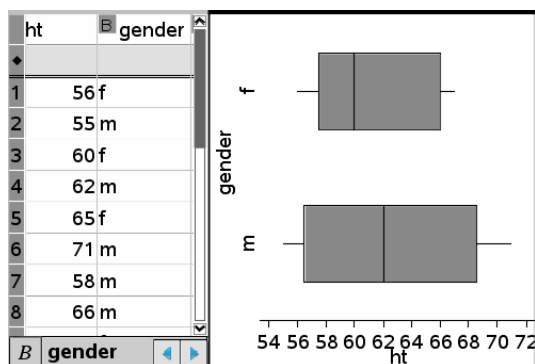 ht B gender
◆
1 56 f
2 55 m
3 60 f
4 62 m
5 65 f
6 71 m
7 58 m
8 66 m
B gender
gender
f
m
54 56 58 60 62 64 66 68 70 72
ht